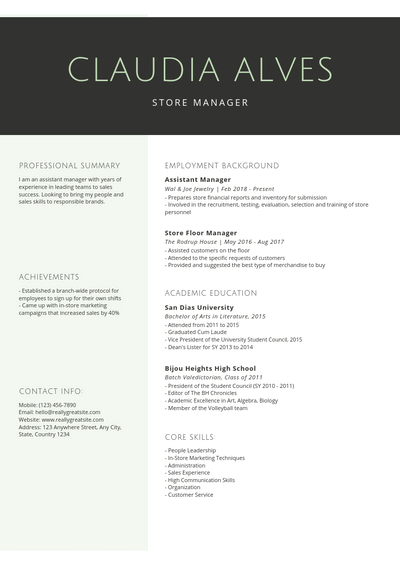 CLAUDIA ALVES
STORE MANAGER
PROFESSIONAL SUMMARY
I am an assistant manager with years of
experience in leading teams to sales
success. Looking to bring my people and
sales skills to responsible brands.
ACHIEVEMENTS
- Established a branch-wide protocol for
employees to sign up for their own shifts
- Came up with in-store marketing
campaigns that increased sales by 40%
CONTACT INFO:
Mobile: (123) 456-7890
Email: hello@reallygreatsite.com
Website: www.reallygreatsite.com
Address: 123 Anywhere Street, Any City,
State, Country 1234
EMPLOYMENT BACKGROUND
Assistant Manager
Wal & Joe Jewelry | Feb 2018 - Present
- Prepares store financial reports and inventory for submission
- Involved in the recruitment, testing, evaluation, selection and training of store
personnel
Store Floor Manager
The Rodrup House | May 2016 - Aug 2017
- Assisted customers on the floor
- Attended to the specific requests of customers
- Provided and suggested the best type of merchandise to buy
ACADEMIC EDUCATION
San Dias University
Bachelor of Arts in Literature, 2015
- Attended from 2011 to 2015
- Graduated Cum Laude
- Vice President of the University Student Council, 2015
- Dean's Lister for SY 2013 to 2014
Bijou Heights High School
Batch Valedictorian, Class of 2011
- President of the Student Council (SY 2010 - 2011)
- Editor of The BH Chronicles
- Academic Excellence in Art, Algebra, Biology
- Member of the Volleyball team
CORE SKILLS
- People Leadership
- In-Store Marketing Techniques
- Administration
- Sales Experience
- High Communication Skills
- Organization
- Customer Service